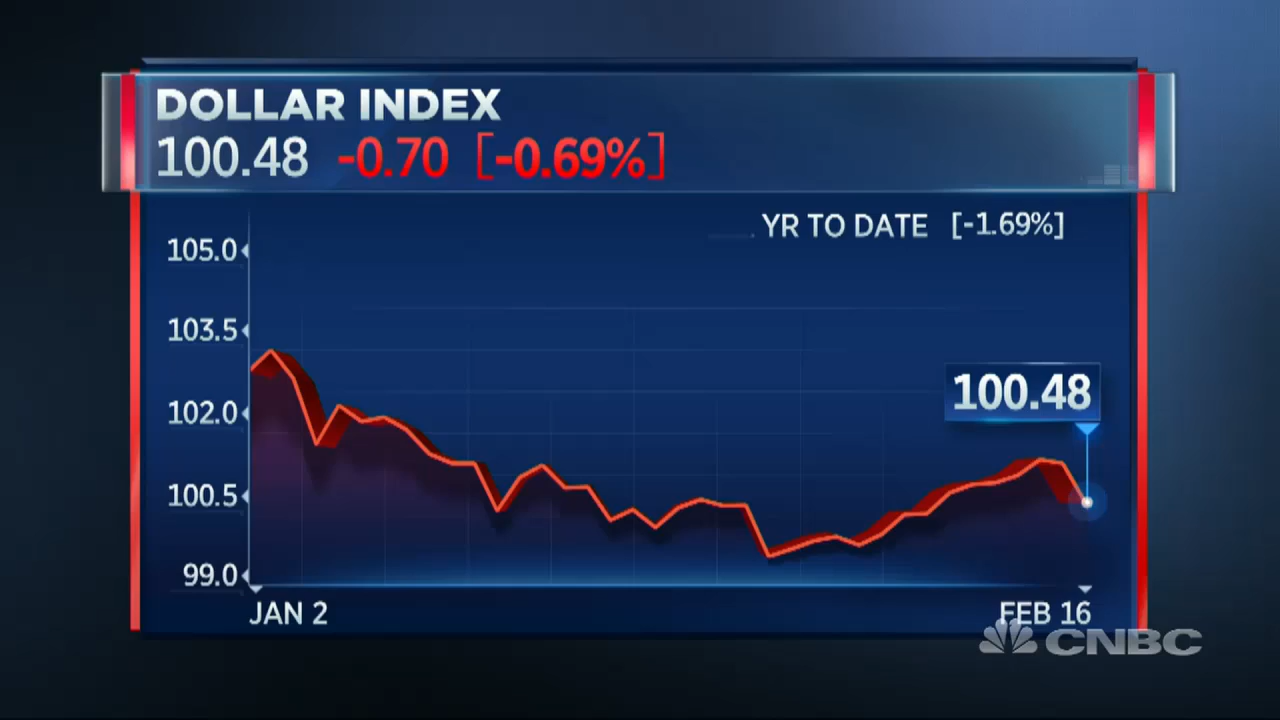 DOLLAR INDEX
100.48 -0.70 [-0.69%]
YR TO DATE [-1.69%]
105.0
103.5
102.0
100.5
99.0
100.48
JAN 2
FEB 16
CNBC